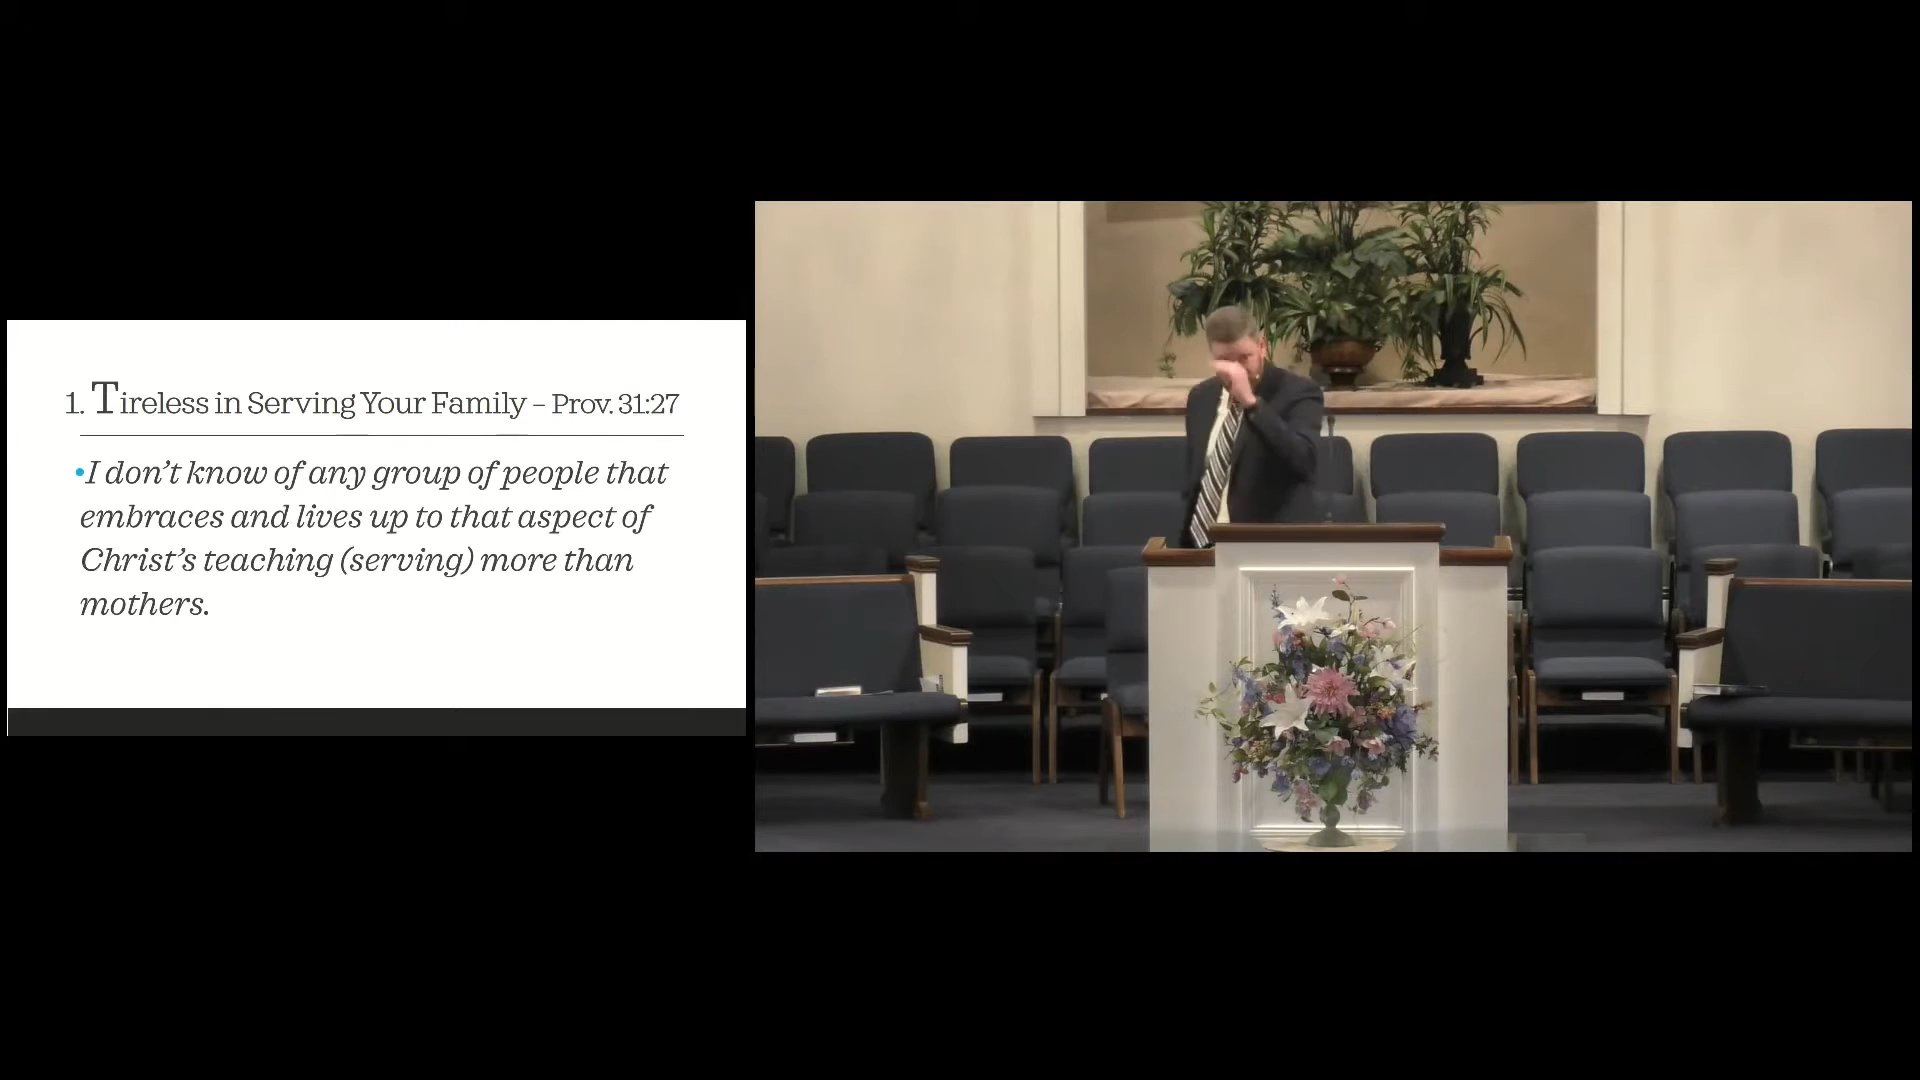 1. Tireless in Serving Your Family – Prov. 31:27
•I don’t know of any group of people that
embraces and lives up to that aspect of
Christ’s teaching (serving) more than
mothers.